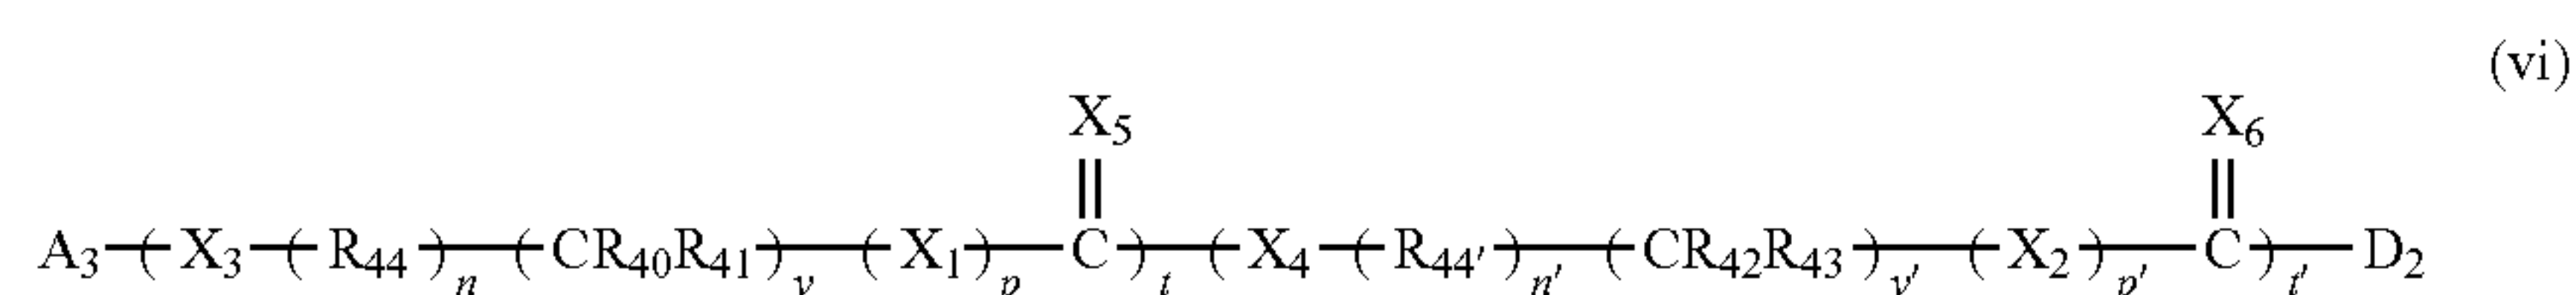 (vi)
X5 X6
A3—( X3—( R44 )n—( CR40R41 )v—( X1 )p—C )t—( X4—( R44' )n'—( CR42R43 )v'—( X2 )p'—C )t'—D2